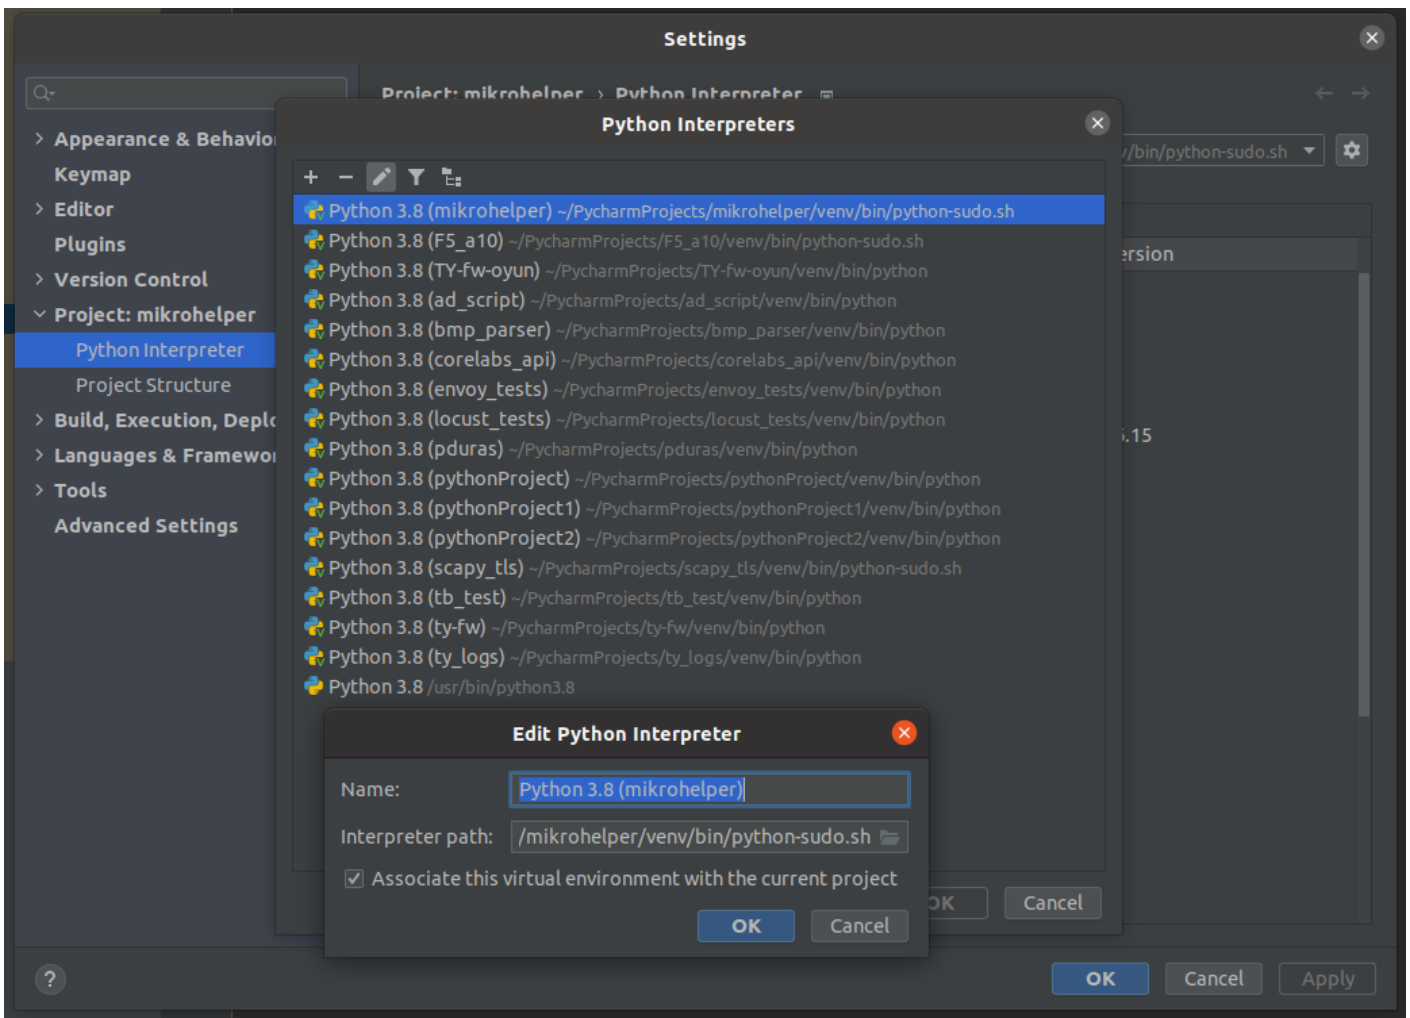 Settings
Project: mikrohelper › Python Interpreter
Appearance & Behavio
Keymap
Editor
Plugins
Version Control
Project: mikrohelper
Python Interpreter
Project Structure
Build, Execution, Deplo
Languages & Framewor
Tools
Advanced Settings
/bin/python-sudo.sh
ersion
.15
Python Interpreters
Python 3.8 (mikrohelper) ~/PycharmProjects/mikrohelper/venv/bin/python-sudo.sh
Python 3.8 (F5_a10) ~/PycharmProjects/F5_a10/venv/bin/python-sudo.sh
Python 3.8 (TY-fw-oyun) ~/PycharmProjects/TY-fw-oyun/venv/bin/python
Python 3.8 (ad_script) ~/PycharmProjects/ad_script/venv/bin/python
Python 3.8 (bmp_parser) ~/PycharmProjects/bmp_parser/venv/bin/python
Python 3.8 (corelabs_api) ~/PycharmProjects/corelabs_api/venv/bin/python
Python 3.8 (envoy_tests) ~/PycharmProjects/envoy_tests/venv/bin/python
Python 3.8 (locust_tests) ~/PycharmProjects/locust_tests/venv/bin/python
Python 3.8 (pduras) ~/PycharmProjects/pduras/venv/bin/python
Python 3.8 (pythonProject) ~/PycharmProjects/pythonProject/venv/bin/python
Python 3.8 (pythonProject1) ~/PycharmProjects/pythonProject1/venv/bin/python
Python 3.8 (pythonProject2) ~/PycharmProjects/pythonProject2/venv/bin/python
Python 3.8 (scapy_tls) ~/PycharmProjects/scapy_tls/venv/bin/python-sudo.sh
Python 3.8 (tb_test) ~/PycharmProjects/tb_test/venv/bin/python
Python 3.8 (ty-fw) ~/PycharmProjects/ty-fw/venv/bin/python
Python 3.8 (ty_logs) ~/PycharmProjects/ty_logs/venv/bin/python
Python 3.8 /usr/bin/python3.8
Edit Python Interpreter
Name: Python 3.8 (mikrohelper)
Interpreter path: /mikrohelper/venv/bin/python-sudo.sh
Associate this virtual environment with the current project
OK Cancel
OK Cancel
? OK Cancel Apply